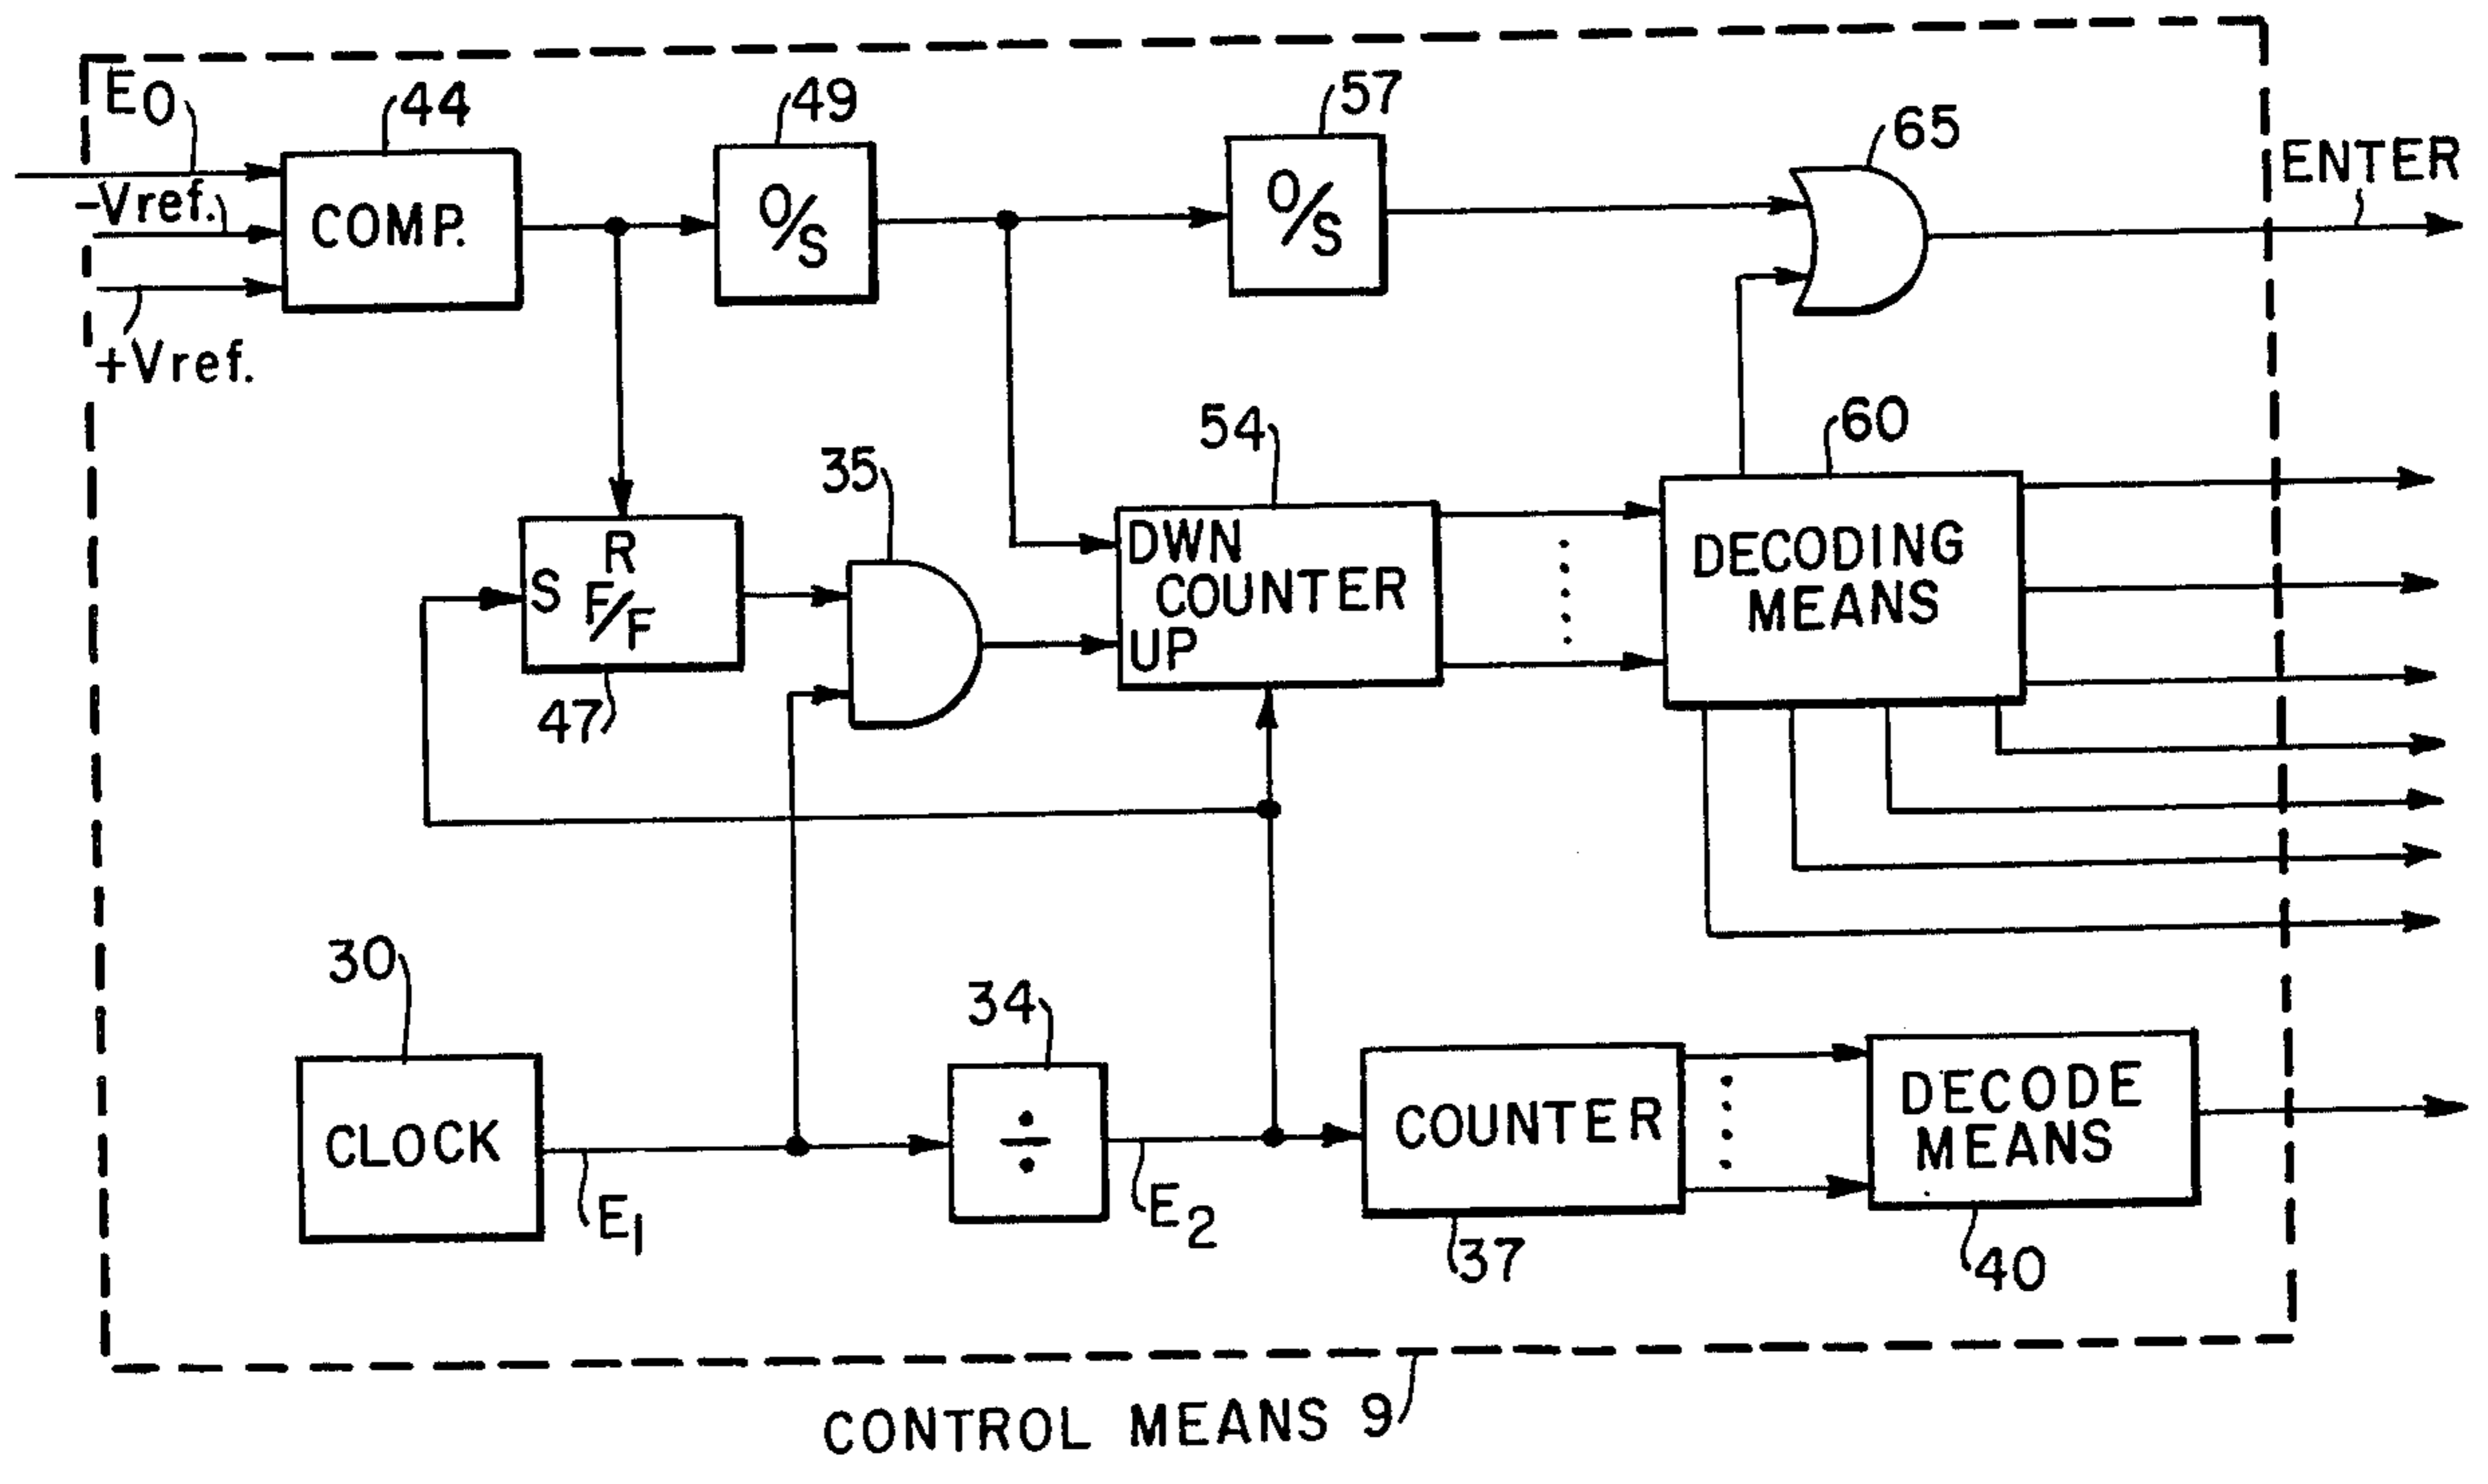 E0
44
49
57
65
ENTER
-Vref.
COMP.
O/S
O/S
+Vref.
54
60
35
DWN
COUNTER
UP
DECODING
MEANS
R
S
F/F
47
30
34
CLOCK
÷
COUNTER
DECODE
MEANS
E1
E2
37
40
CONTROL MEANS 9